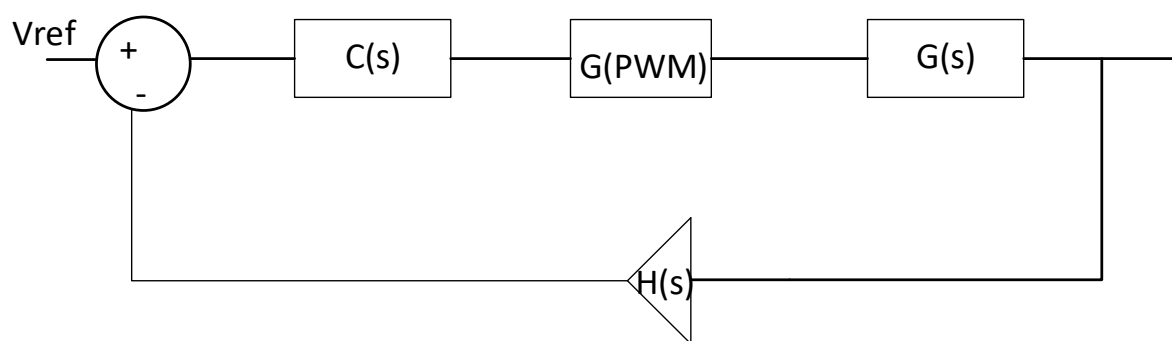 Vref
+
-
C(s)
G(PWM)
G(s)
H(s)